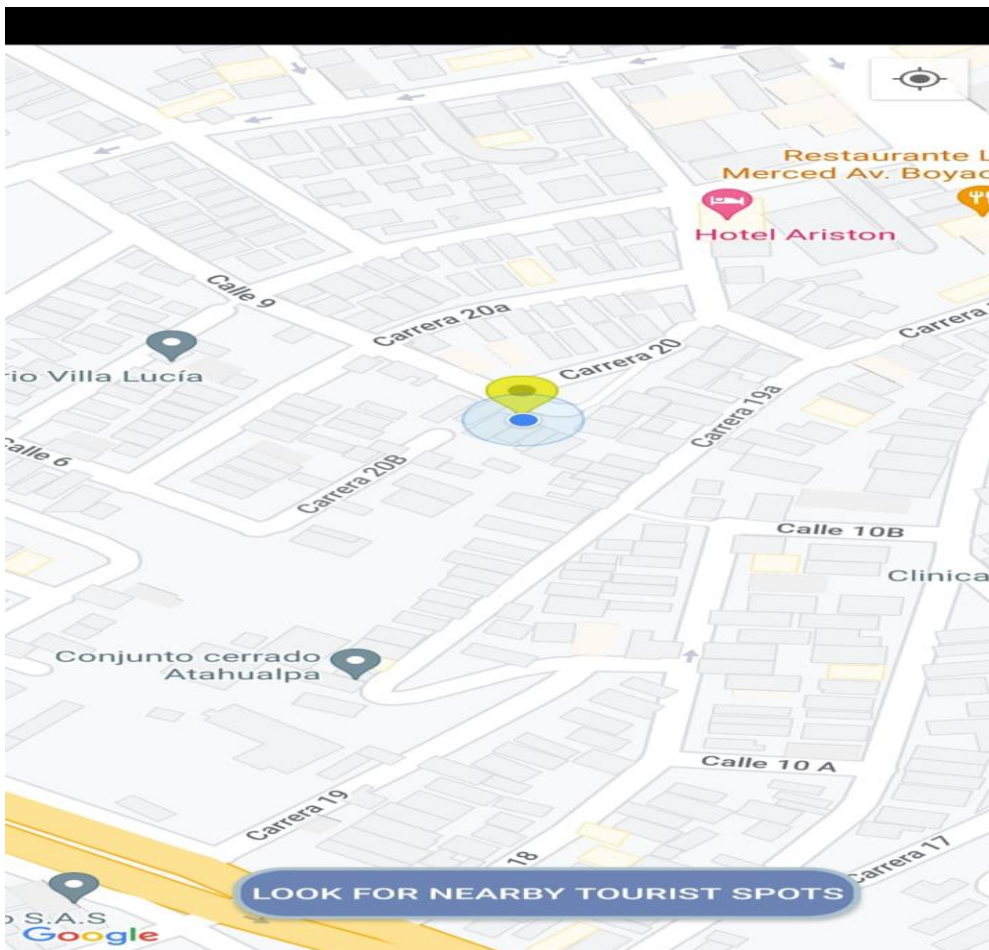 Restaurante L
Merced Av. Boyac
Hotel Ariston
Calle 9
Carrera 20a
Carrera
Carrera 20
rio Villa Lucía
Carrera 19a
Calle 6
Carrera 20B
Calle 10B
Clinica
Conjunto cerrado
Atahualpa
Calle 10 A
Carrera 19
18
Carrera 17
LOOK FOR NEARBY TOURIST SPOTS
S.A.S
Google